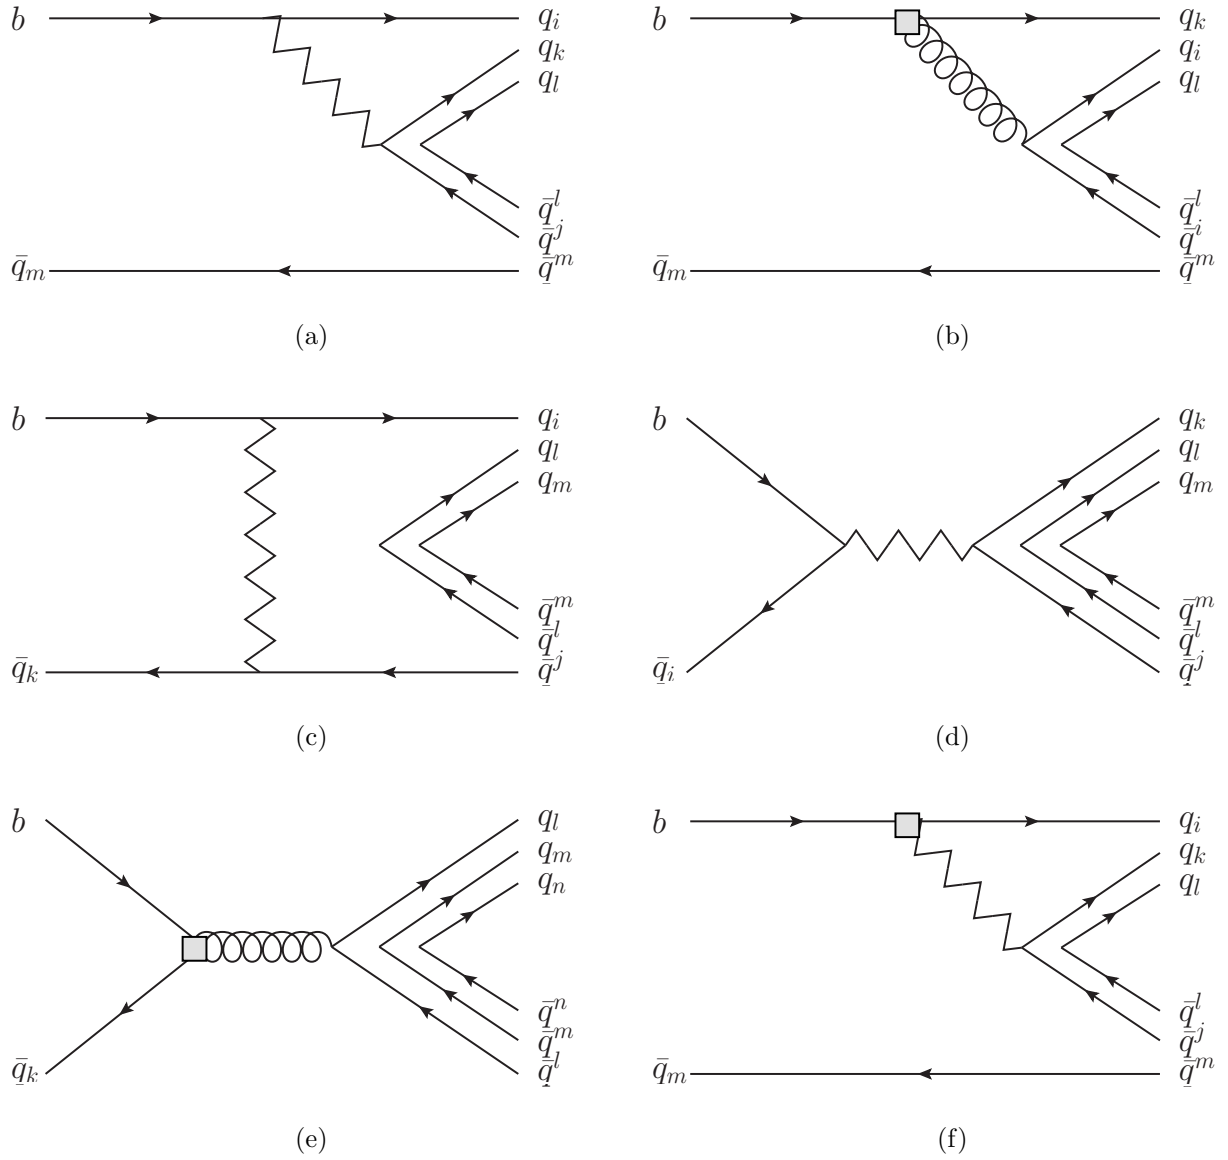 b q_i b q_k
q_k q_i
q_l q_l
q̄^l q̄^l
q̄^j q̄^i
q̄_m q̄^m q̄_m q̄^m
(a) (b)
b q_i b q_k
q_l q_l
q_m q_m
q̄^m q̄^m
q̄^l q̄^l
q̄_k q̄^j q̄_i q̄^j
(c) (d)
b q_l b q_i
q_m q_k
q_n q_l
q̄^n q̄^l
q̄^m q̄^j
q̄_k q̄^l q̄_m q̄^m
(e) (f)